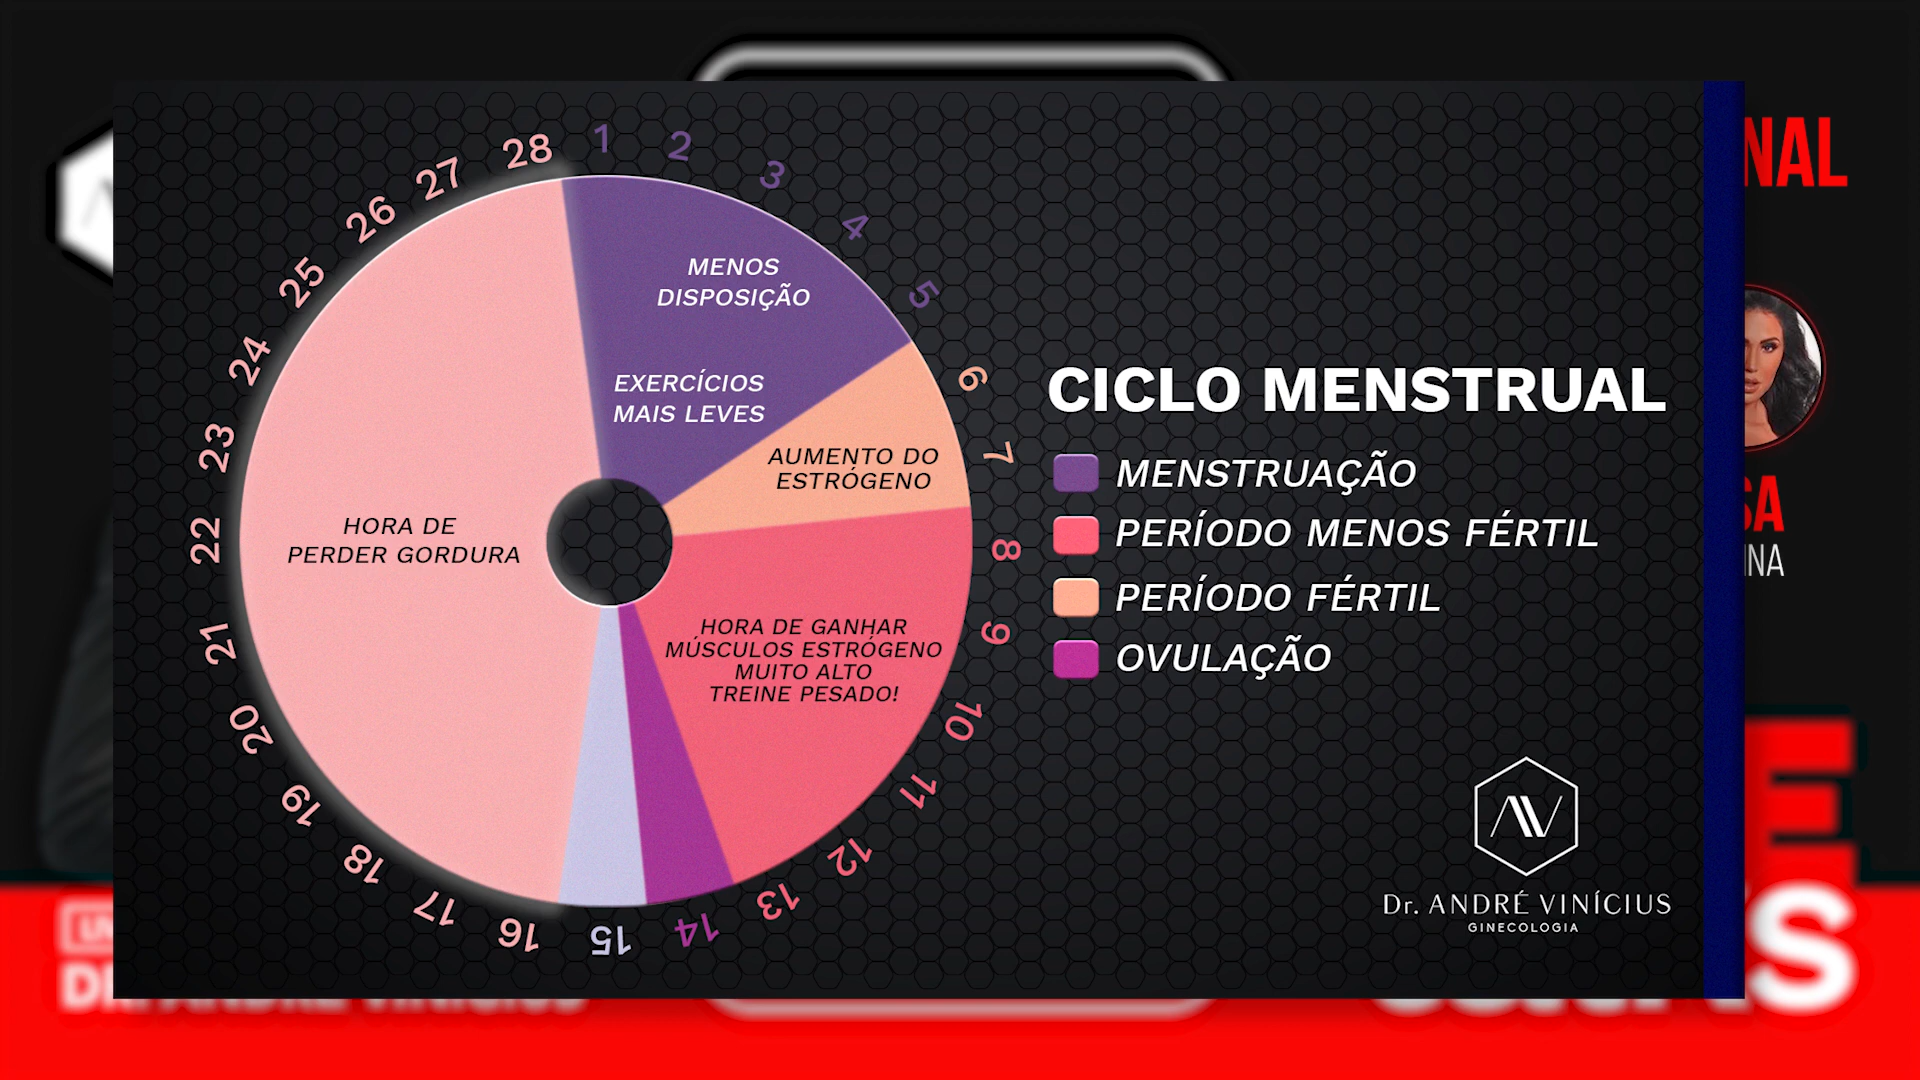 1
2
3
4
5
6
7
8
9
10
11
12
13
14
15
16
17
18
19
20
21
22
23
24
25
26
27
28
MENOS
DISPOSIÇÃO
EXERCÍCIOS
MAIS LEVES
AUMENTO DO
ESTRÓGENO
HORA DE
PERDER GORDURA
HORA DE GANHAR
MÚSCULOS ESTRÓGENO
MUITO ALTO
TREINE PESADO!
CICLO MENSTRUAL
MENSTRUAÇÃO
PERÍODO MENOS FÉRTIL
PERÍODO FÉRTIL
OVULAÇÃO
Dr. ANDRÉ VINÍCIUS
GINECOLOGIA